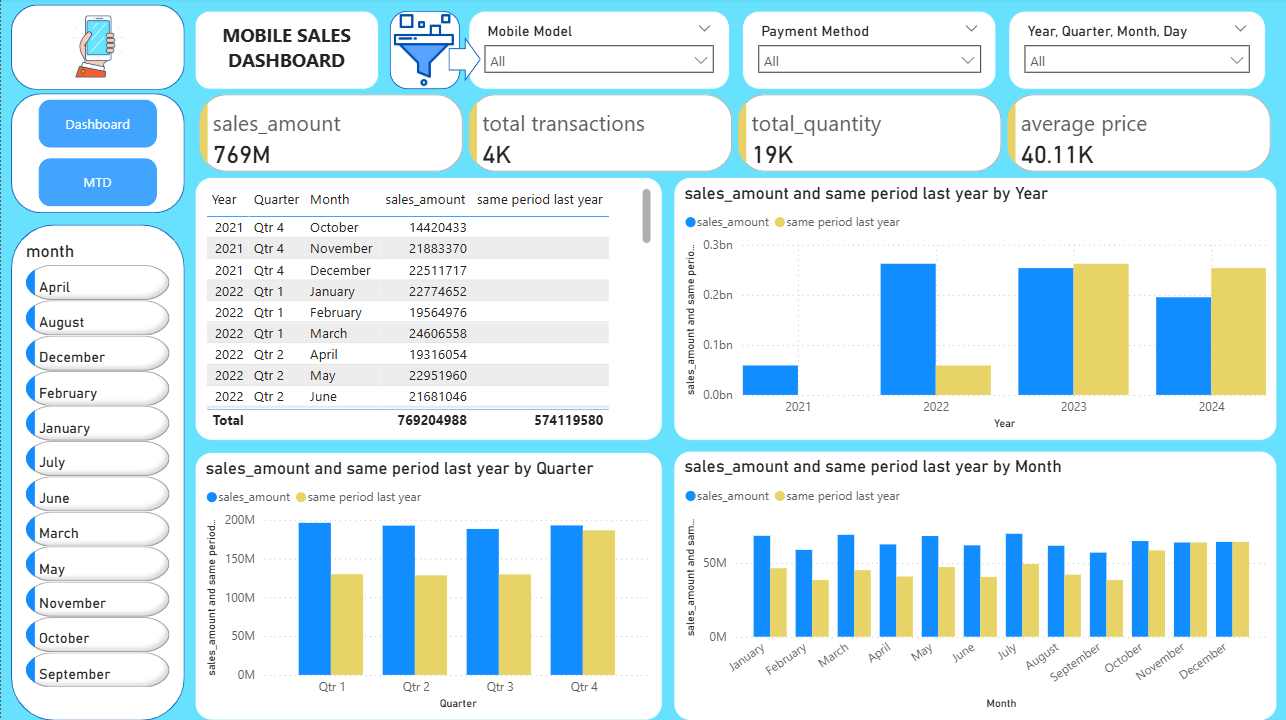 MOBILE SALES
DASHBOARD
Mobile Model
All
Payment Method
All
Year, Quarter, Month, Day
All
Dashboard
MTD
sales_amount
769M
total transactions
4K
total_quantity
19K
average price
40.11K
month
April
August
December
February
January
July
June
March
May
November
October
September
Year Quarter Month sales_amount same period last year
2021 Qtr 4 October 14420433
2021 Qtr 4 November 21883370
2021 Qtr 4 December 22511717
2022 Qtr 1 January 22774652
2022 Qtr 1 February 19564976
2022 Qtr 1 March 24606558
2022 Qtr 2 April 19316054
2022 Qtr 2 May 22951960
2022 Qtr 2 June 21681046
Total 769204988 574119580
sales_amount and same period last year by Year
sales_amount same period last year
sales_amount and same perio...
0.3bn
0.2bn
0.1bn
0.0bn
2021 2022 2023 2024
Year
sales_amount and same period last year by Quarter
sales_amount same period last year
sales_amount and same period...
200M
150M
100M
50M
0M
Qtr 1 Qtr 2 Qtr 3 Qtr 4
Quarter
sales_amount and same period last year by Month
sales_amount same period last year
sales_amount and sam...
50M
0M
January February March April May June July August September October November December
Month